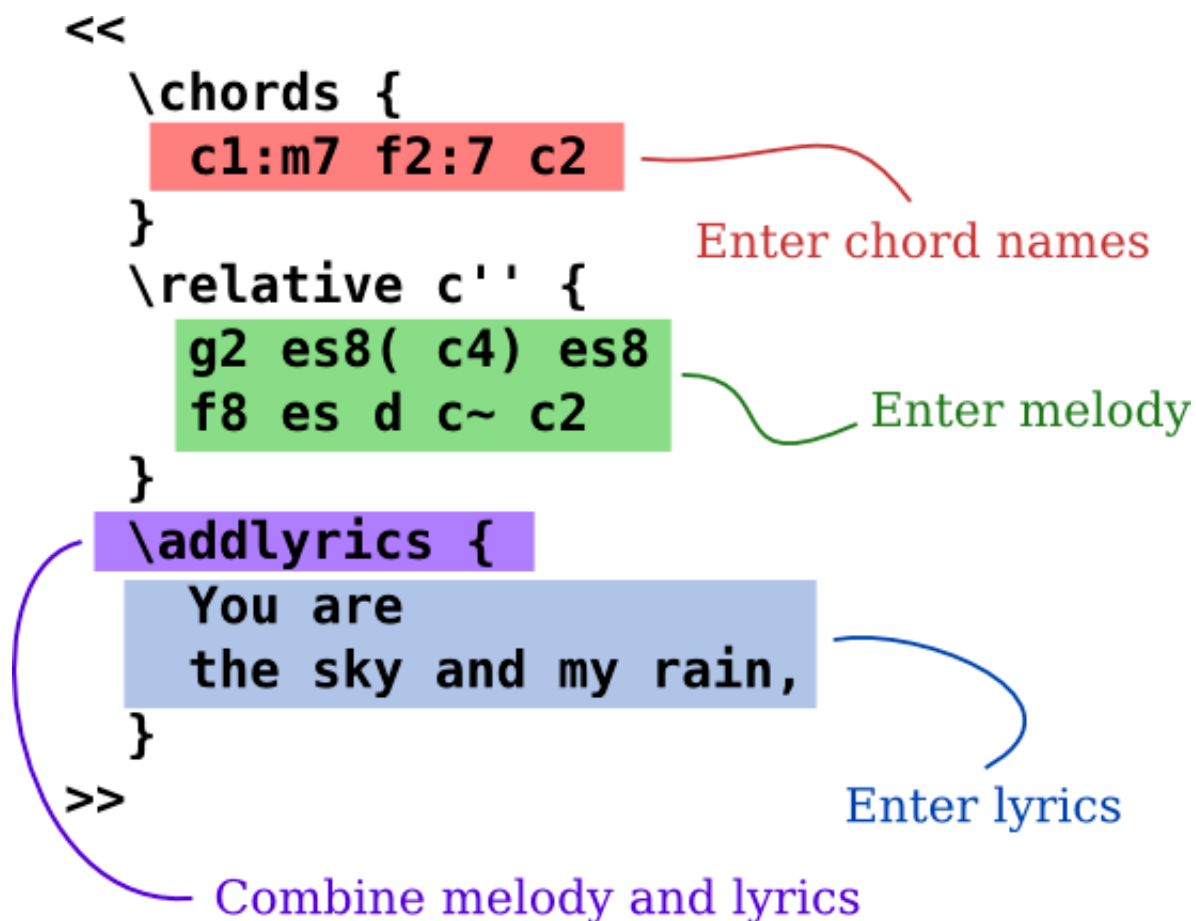 <<
\chords {
c1:m7 f2:7 c2
}
Enter chord names
\relative c'' {
g2 es8( c4) es8
f8 es d c~ c2
Enter melody
}
\addlyrics {
You are
the sky and my rain,
}
>>
Enter lyrics
Combine melody and lyrics